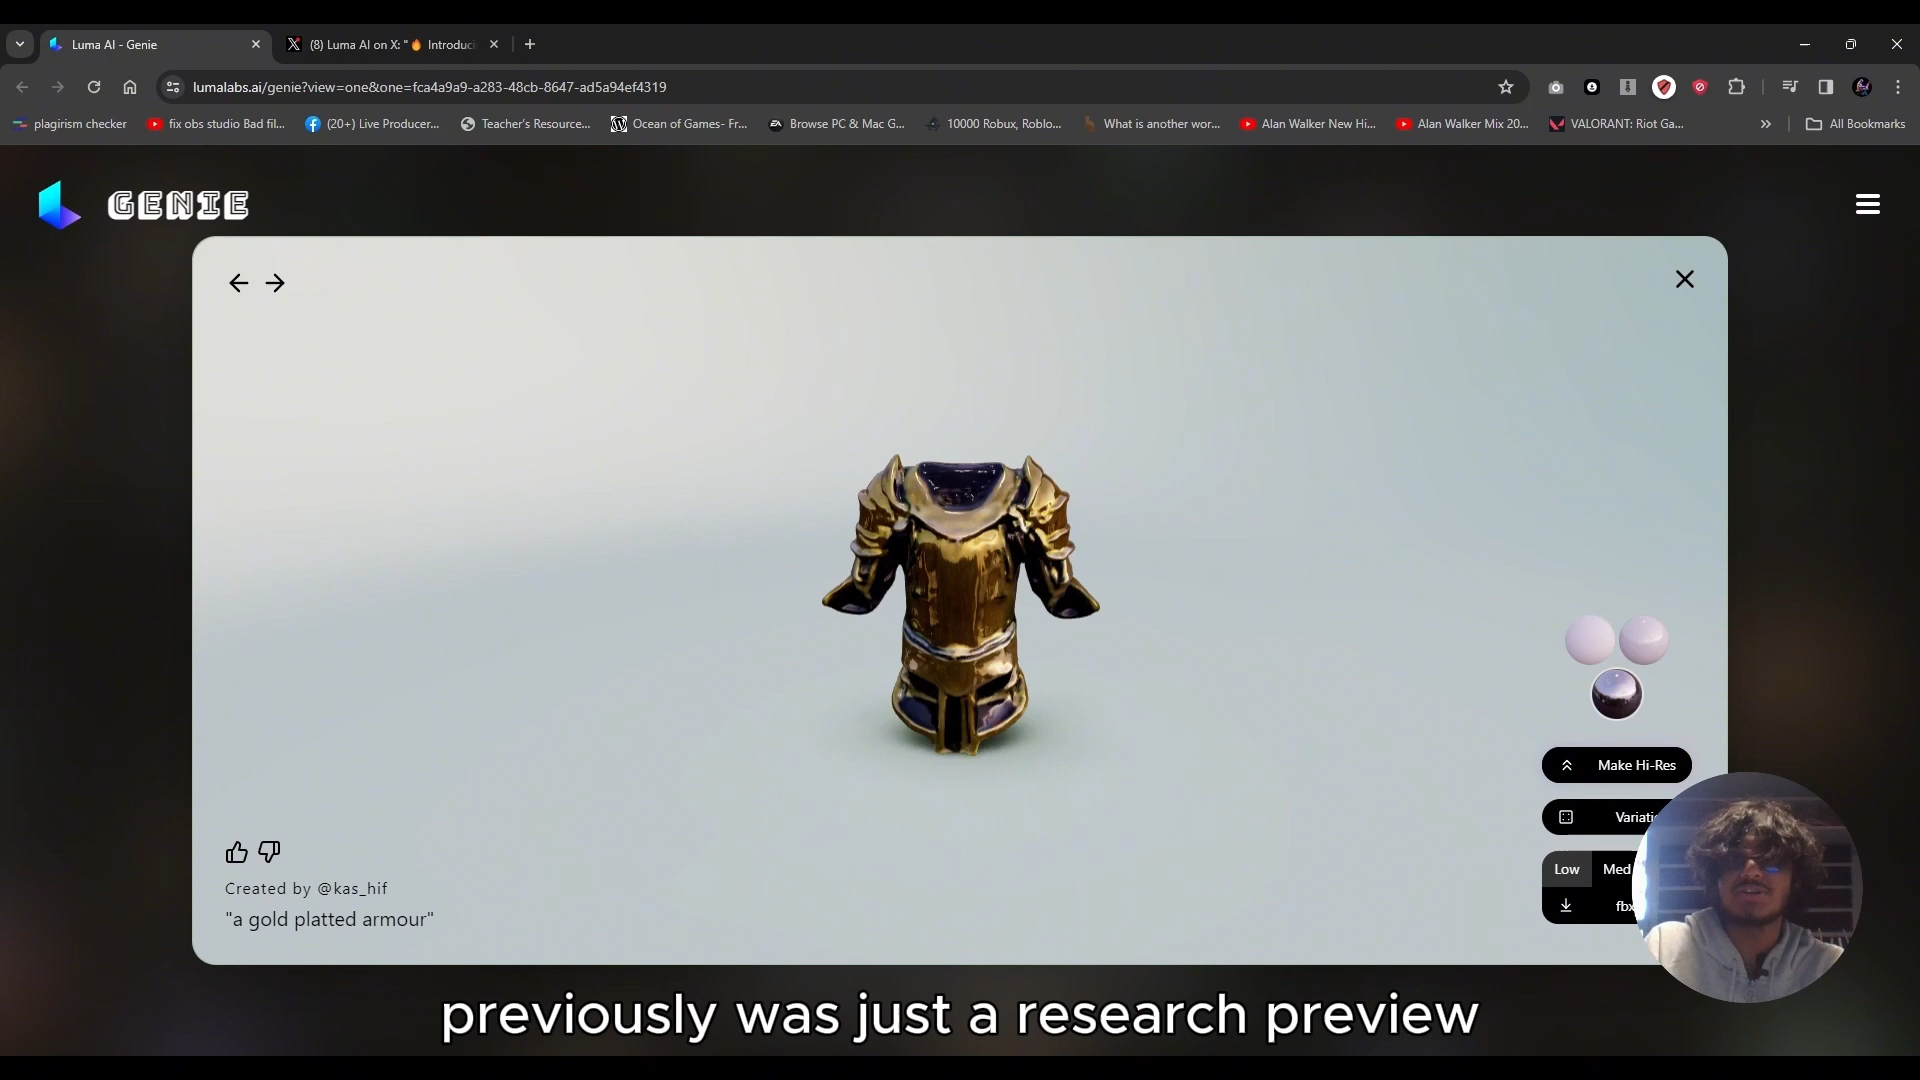 Luma AI - Genie
(8) Luma AI on X: "🔥 Introduci
lumalabs.ai/genie?view=one&one=fca4a9a9-a283-48cb-8647-ad5a94ef4319
plagirism checker
fix obs studio Bad fil...
(20+) Live Producer...
Teacher's Resource...
Ocean of Games- Fr...
Browse PC & Mac G...
10000 Robux, Roblo...
What is another wor...
Alan Walker New Hi...
Alan Walker Mix 20...
VALORANT: Riot Ga...
All Bookmarks
GENIE
Make Hi-Res
Variati
Low Med
fbx
Created by @kas_hif
"a gold platted armour"
previously was just a research preview